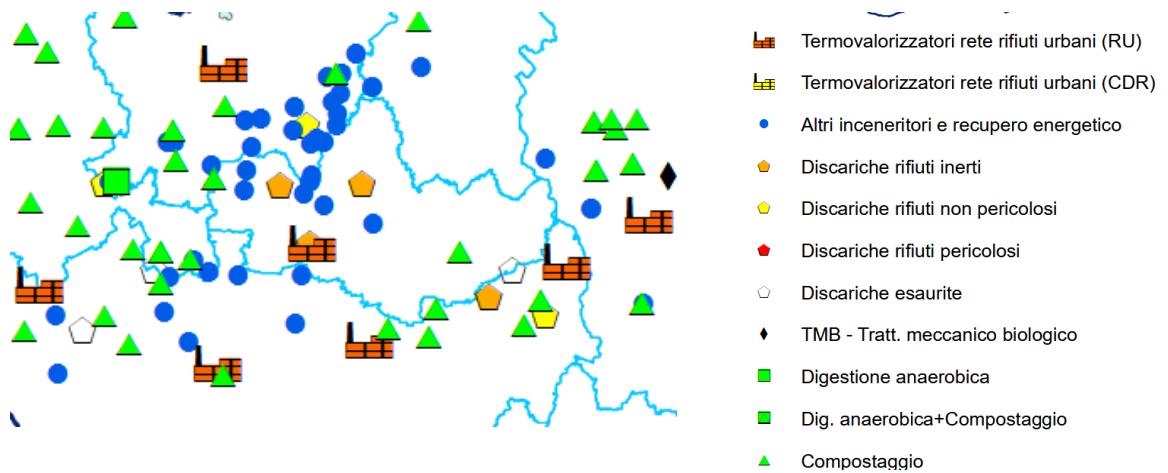 Termovalorizzatori rete rifiuti urbani (RU)
Termovalorizzatori rete rifiuti urbani (CDR)
Altri inceneritori e recupero energetico
Discariche rifiuti inerti
Discariche rifiuti non pericolosi
Discariche rifiuti pericolosi
Discariche esaurite
TMB - Tratt. meccanico biologico
Digestione anaerobica
Dig. anaerobica+Compostaggio
Compostaggio